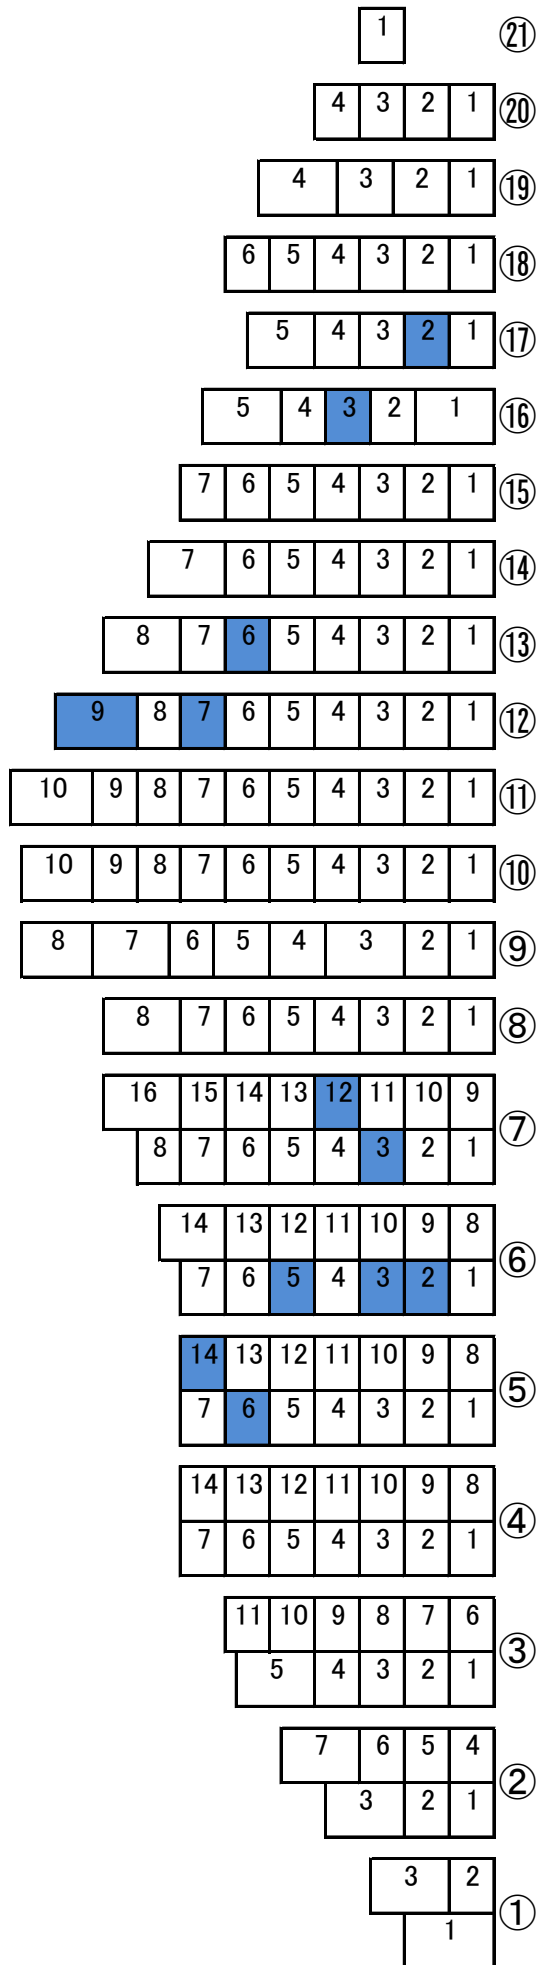 1 ㉑
4 3 2 1 ⑳
4 3 2 1 ⑲
6 5 4 3 2 1 ⑱
5 4 3 2 1 ⑰
5 4 3 2 1 ⑯
7 6 5 4 3 2 1 ⑮
7 6 5 4 3 2 1 ⑭
8 7 6 5 4 3 2 1 ⑬
9 8 7 6 5 4 3 2 1 ⑫
10 9 8 7 6 5 4 3 2 1 ⑪
10 9 8 7 6 5 4 3 2 1 ⑩
8 7 6 5 4 3 2 1 ⑨
8 7 6 5 4 3 2 1 ⑧
16 15 14 13 12 11 10 9
⑦
8 7 6 5 4 3 2 1
14 13 12 11 10 9 8
⑥
7 6 5 4 3 2 1
14 13 12 11 10 9 8
⑤
7 6 5 4 3 2 1
14 13 12 11 10 9 8
④
7 6 5 4 3 2 1
11 10 9 8 7 6
③
5 4 3 2 1
7 6 5 4
②
3 2 1
3 2
①
1